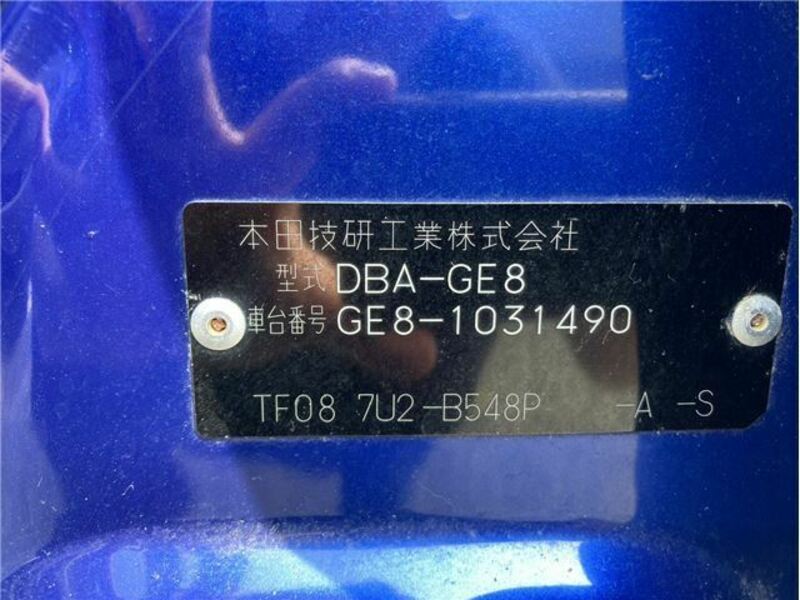 本田技研工業株式会社
型式 DBA-GE8
車台番号 GE8-1031490
TF08 7U2-B548P -A -S